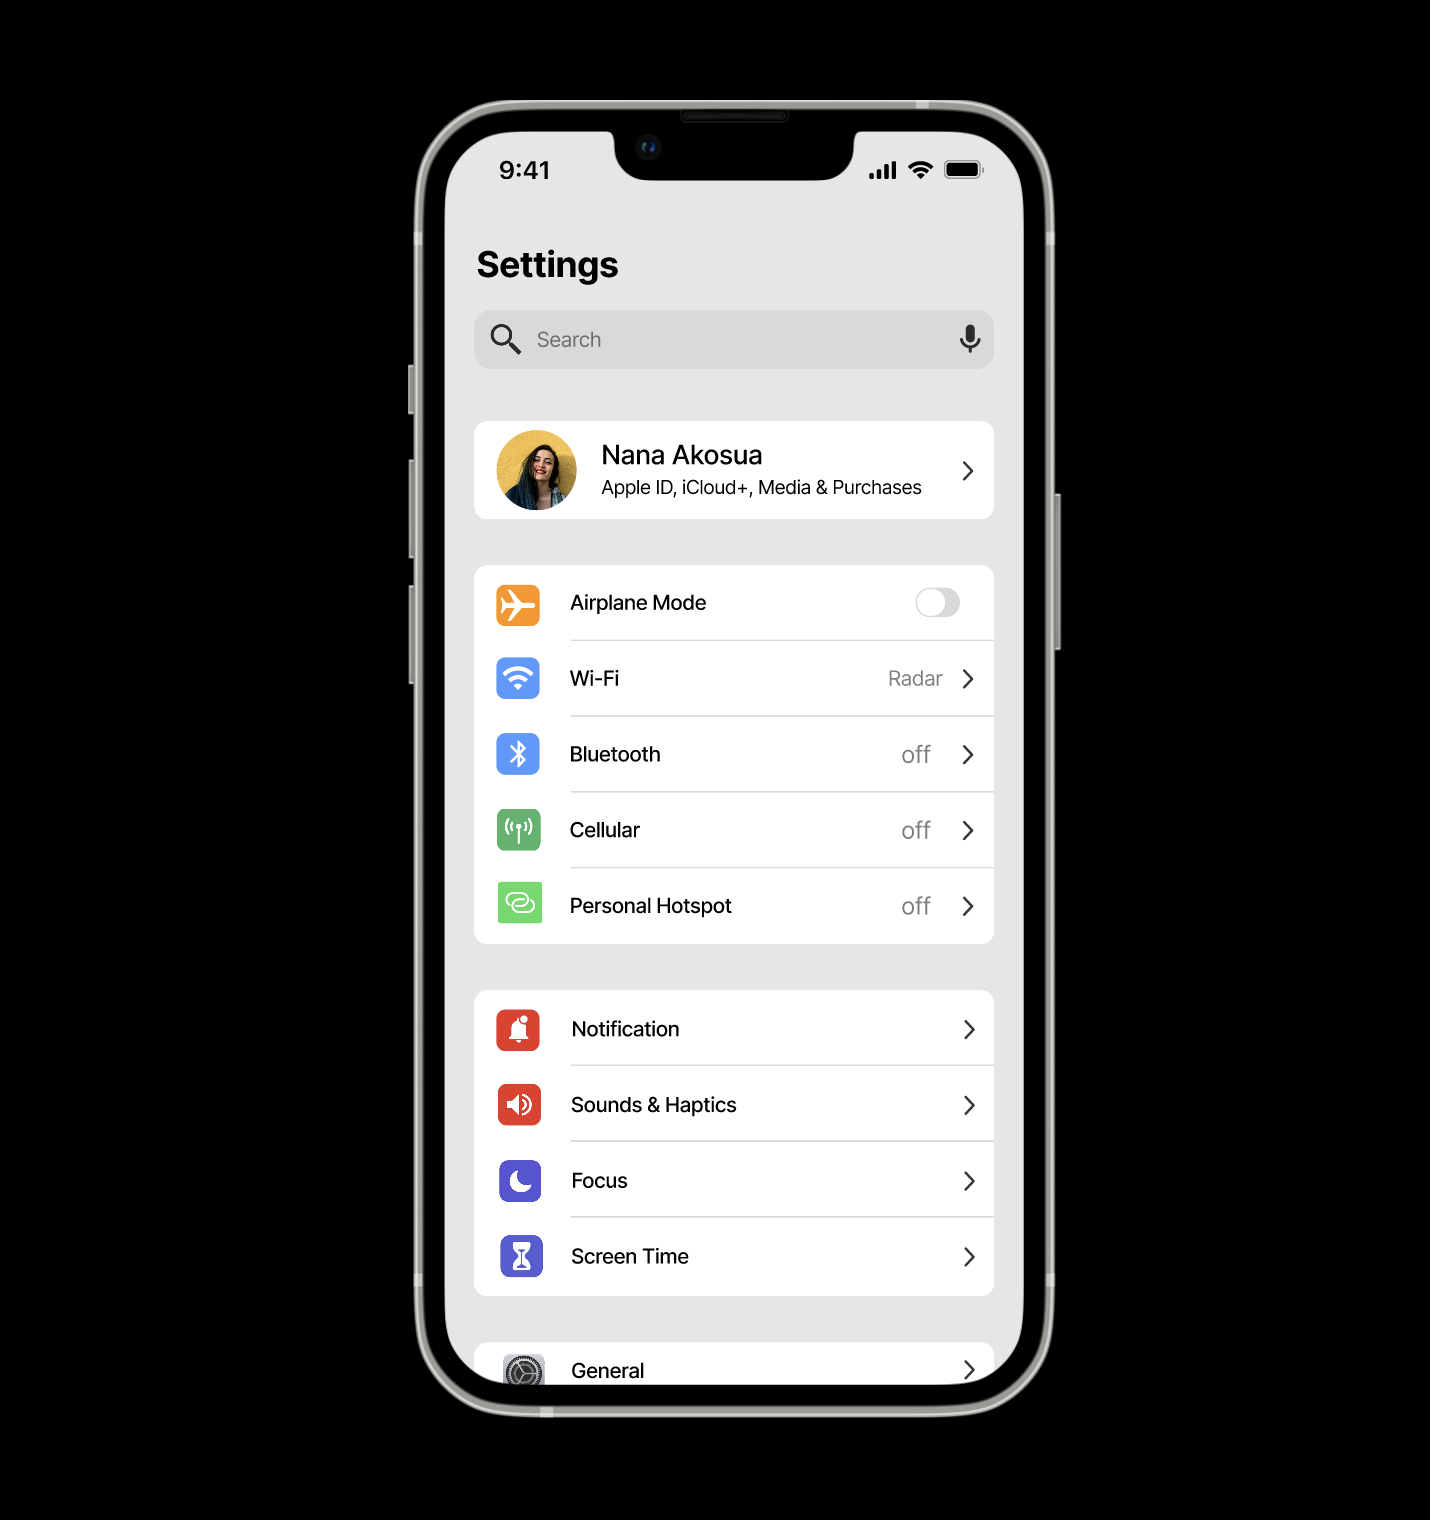 9:41
Settings
Search
Nana Akosua
Apple ID, iCloud+, Media & Purchases
Airplane Mode
Wi-Fi Radar
Bluetooth off
Cellular off
Personal Hotspot off
Notification
Sounds & Haptics
Focus
Screen Time
General